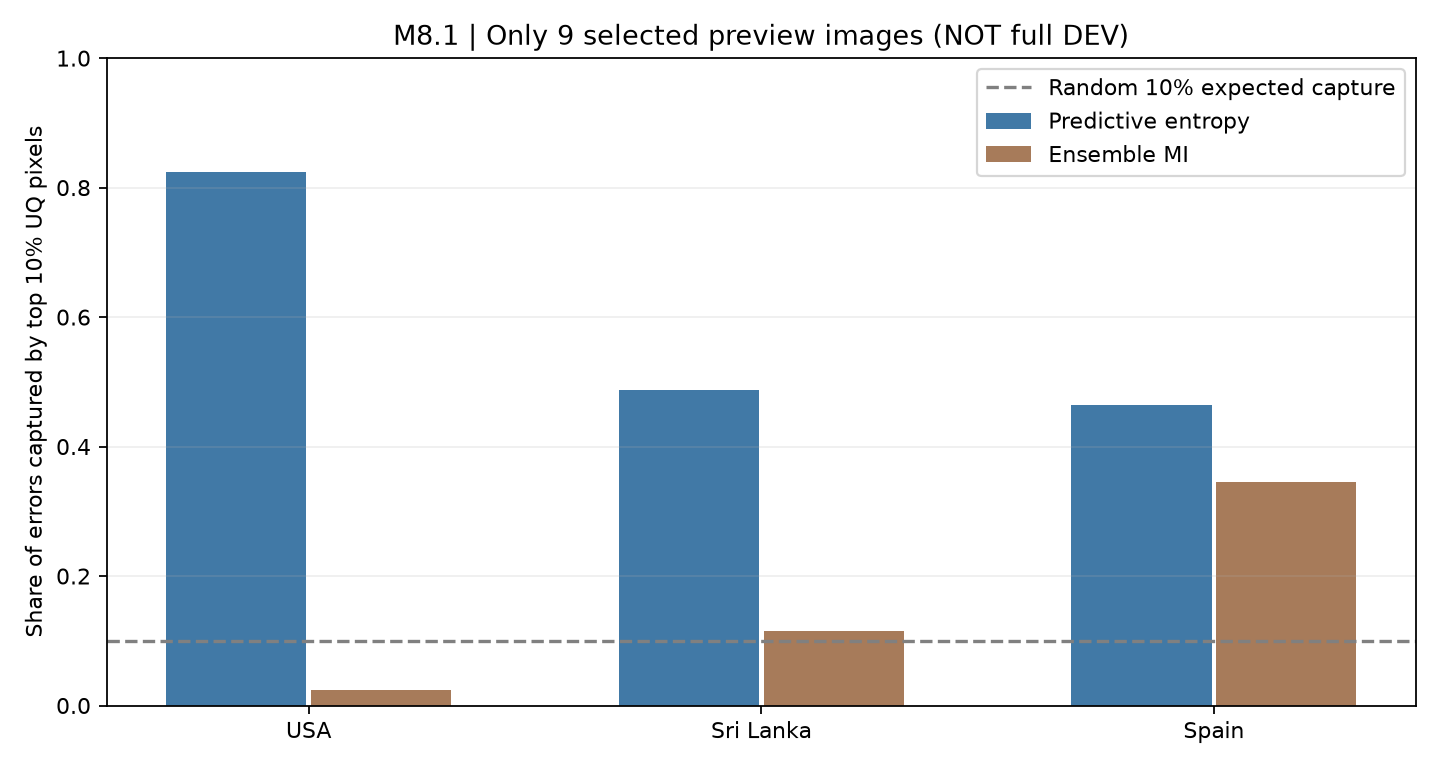 M8.1 | Only 9 selected preview images (NOT full DEV)
Share of errors captured by top 10% UQ pixels
1.0
0.8
0.6
0.4
0.2
0.0
Random 10% expected capture
Predictive entropy
Ensemble MI
USA
Sri Lanka
Spain